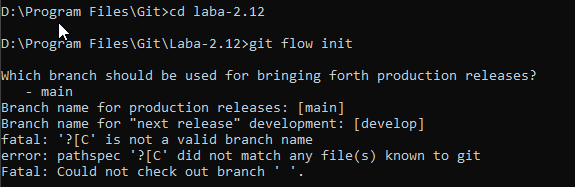 D:\Program Files\Git>cd laba-2.12
D:\Program Files\Git\Laba-2.12>git flow init
Which branch should be used for bringing forth production releases?
- main
Branch name for production releases: [main]
Branch name for "next release" development: [develop]
fatal: '?[C' is not a valid branch name
error: pathspec '?[C' did not match any file(s) known to git
Fatal: Could not check out branch ' '.